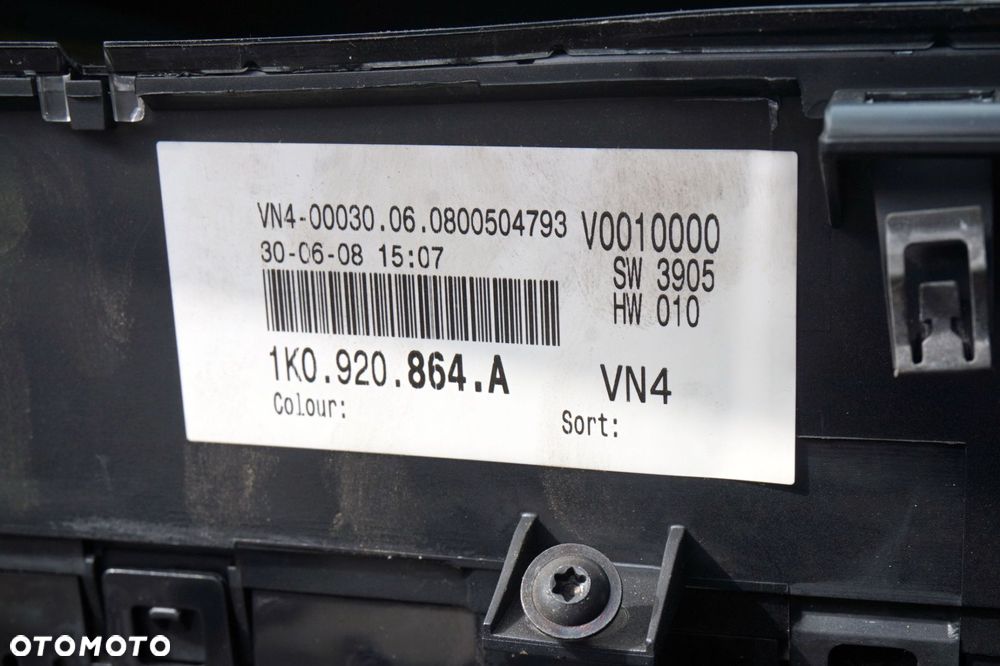 VN4-00030.06.0800504793 V0010000
30-06-08 15:07 SW 3905
HW 010
1K0.920.864.A VN4
Colour: Sort:
OTOMOTO